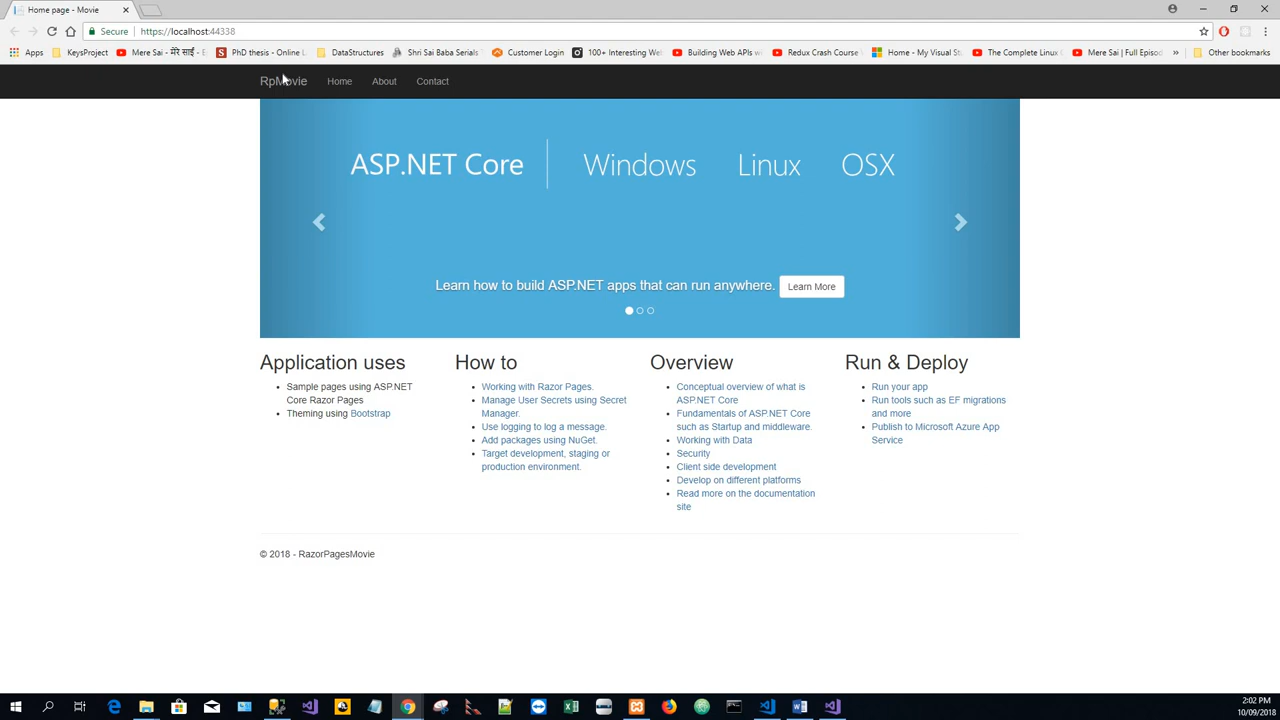 Home page - Movie
Secure
https://localhost:44338
Apps
KeysProject
Mere Sai - मेरे साईं - E
PhD thesis - Online L
DataStructures
Shri Sai Baba Serials
Customer Login
100+ Interesting We
Building Web APIs w
Redux Crash Course
Home - My Visual St
The Complete Linux
Mere Sai | Full Episod
»
Other bookmarks
RpMovie
Home
About
Contact
ASP.NET Core
Windows
Linux
OSX
Learn how to build ASP.NET apps that can run anywhere.
Learn More
Application uses
Sample pages using ASP.NET
Core Razor Pages
Theming using Bootstrap
How to
Working with Razor Pages.
Manage User Secrets using Secret
Manager.
Use logging to log a message.
Add packages using NuGet.
Target development, staging or
production environment.
Overview
Conceptual overview of what is
ASP.NET Core
Fundamentals of ASP.NET Core
such as Startup and middleware.
Working with Data
Security
Client side development
Develop on different platforms
Read more on the documentation
site
Run & Deploy
Run your app
Run tools such as EF migrations
and more
Publish to Microsoft Azure App
Service
© 2018 - RazorPagesMovie
2:02 PM
10/09/2018